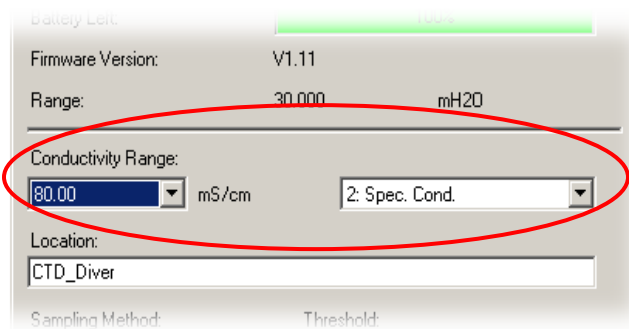 Battery Left: 100%
Firmware Version: V1.11
Range: 30.000 mH2O
Conductivity Range:
80.00 mS/cm 2: Spec. Cond.
Location:
CTD_Diver
Sampling Method: Threshold: